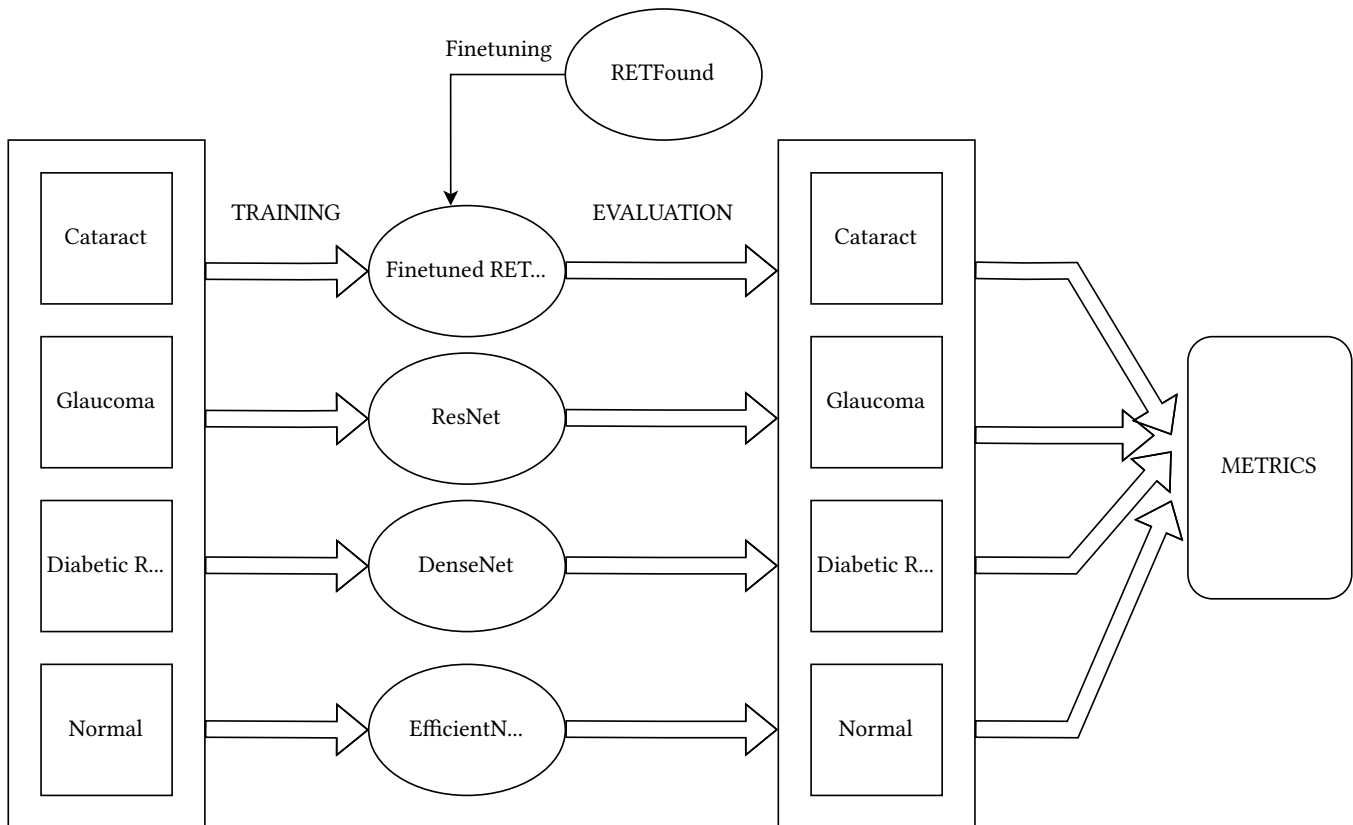 Finetuning
RETFound
TRAINING
EVALUATION
Cataract
Finetuned RET...
Cataract
Glaucoma
ResNet
Glaucoma
METRICS
Diabetic R...
DenseNet
Diabetic R...
Normal
EfficientN...
Normal